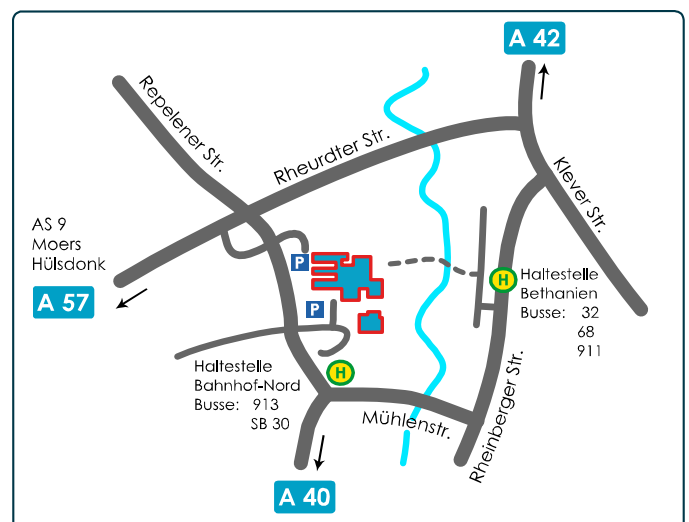 A 42
Repelener Str.
Rheurdter Str.
Klever Str.
AS 9
Moers
Hülsdonk
A 57
P
P
H
Haltestelle
Bethanien
Busse: 32
68
911
Haltestelle
Bahnhof-Nord
Busse: 913
SB 30
H
Mühlenstr.
Rheinberger Str.
A 40